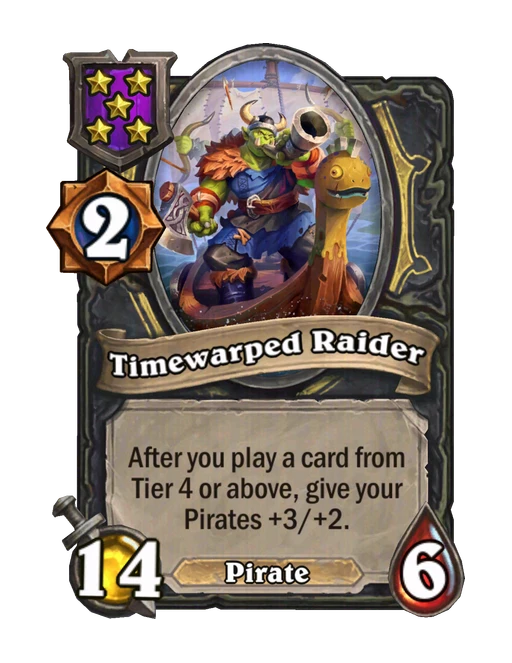 2
Timewarped Raider
After you play a card from
Tier 4 or above, give your
Pirates +3/+2.
14
Pirate
6